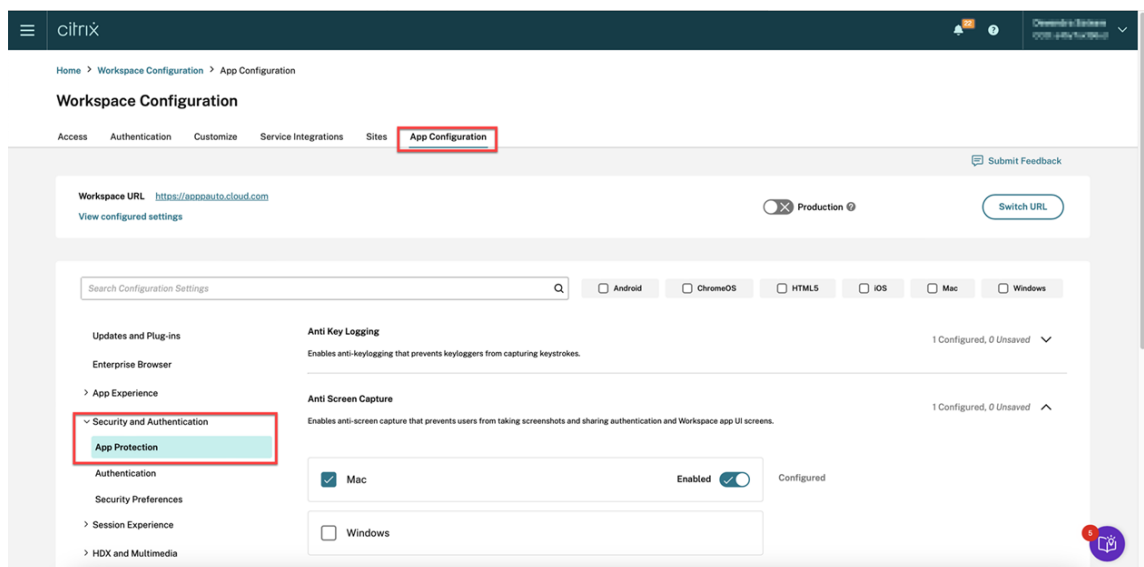 citrix
22
?
Home > Workspace Configuration > App Configuration
Workspace Configuration
Access Authentication Customize Service Integrations Sites App Configuration
Submit Feedback
Workspace URL https://apppauto.cloud.com
View configured settings
Production ?
Switch URL
Search Configuration Settings
Android ChromeOS HTML5 iOS Mac Windows
Updates and Plug-ins
Enterprise Browser
App Experience
Security and Authentication
App Protection
Authentication
Security Preferences
Session Experience
HDX and Multimedia
Anti Key Logging
1 Configured, 0 Unsaved
Enables anti-keylogging that prevents keyloggers from capturing keystrokes.
Anti Screen Capture
1 Configured, 0 Unsaved
Enables anti-screen capture that prevents users from taking screenshots and sharing authentication and Workspace app UI screens.
Mac Enabled Configured
Windows
5